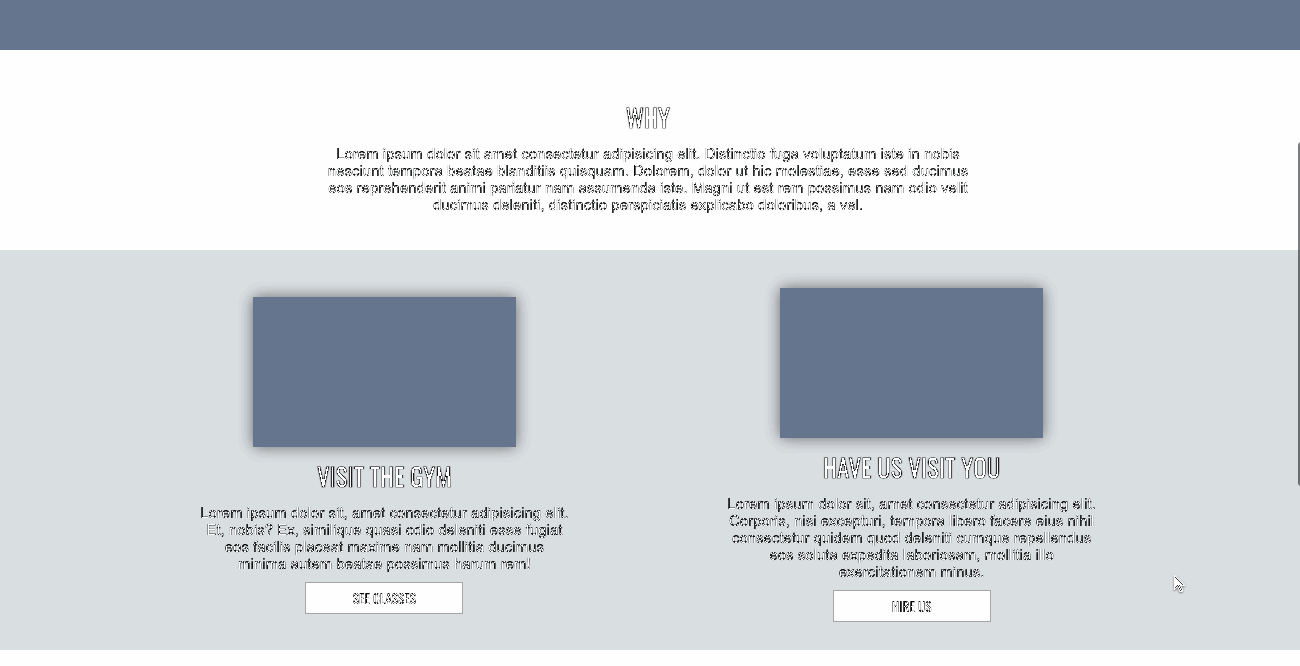 WHY
Lorem ipsum dolor sit amet consectetur adipisicing elit. Distinctio fuga voluptatum iste in nobis
nesciunt tempora beatae blanditiis quisquam. Dolorem, dolor ut hic molestiae, esse sed ducimus
eos reprehenderit animi pariatur nam assumenda iste. Magni ut est rem possimus nam odio velit
ducimus deleniti, distinctio perspiciatis explicabo doloribus, a vel.
VISIT THE GYM
Lorem ipsum dolor sit, amet consectetur adipisicing elit.
Et, nobis? Ex, similique quasi odio deleniti esse fugiat
eos facilis placeat maxime nam mollitia ducimus
minima autem beatae possimus harum rem!
SEE CLASSES
HAVE US VISIT YOU
Lorem ipsum dolor sit, amet consectetur adipisicing elit.
Corporis, nisi excepturi, tempora libero facere eius nihil
consectetur quidem quod deleniti cumque repellendus
eos soluta expedita laboriosam, mollitia illo
exercitationem minus.
HIRE US